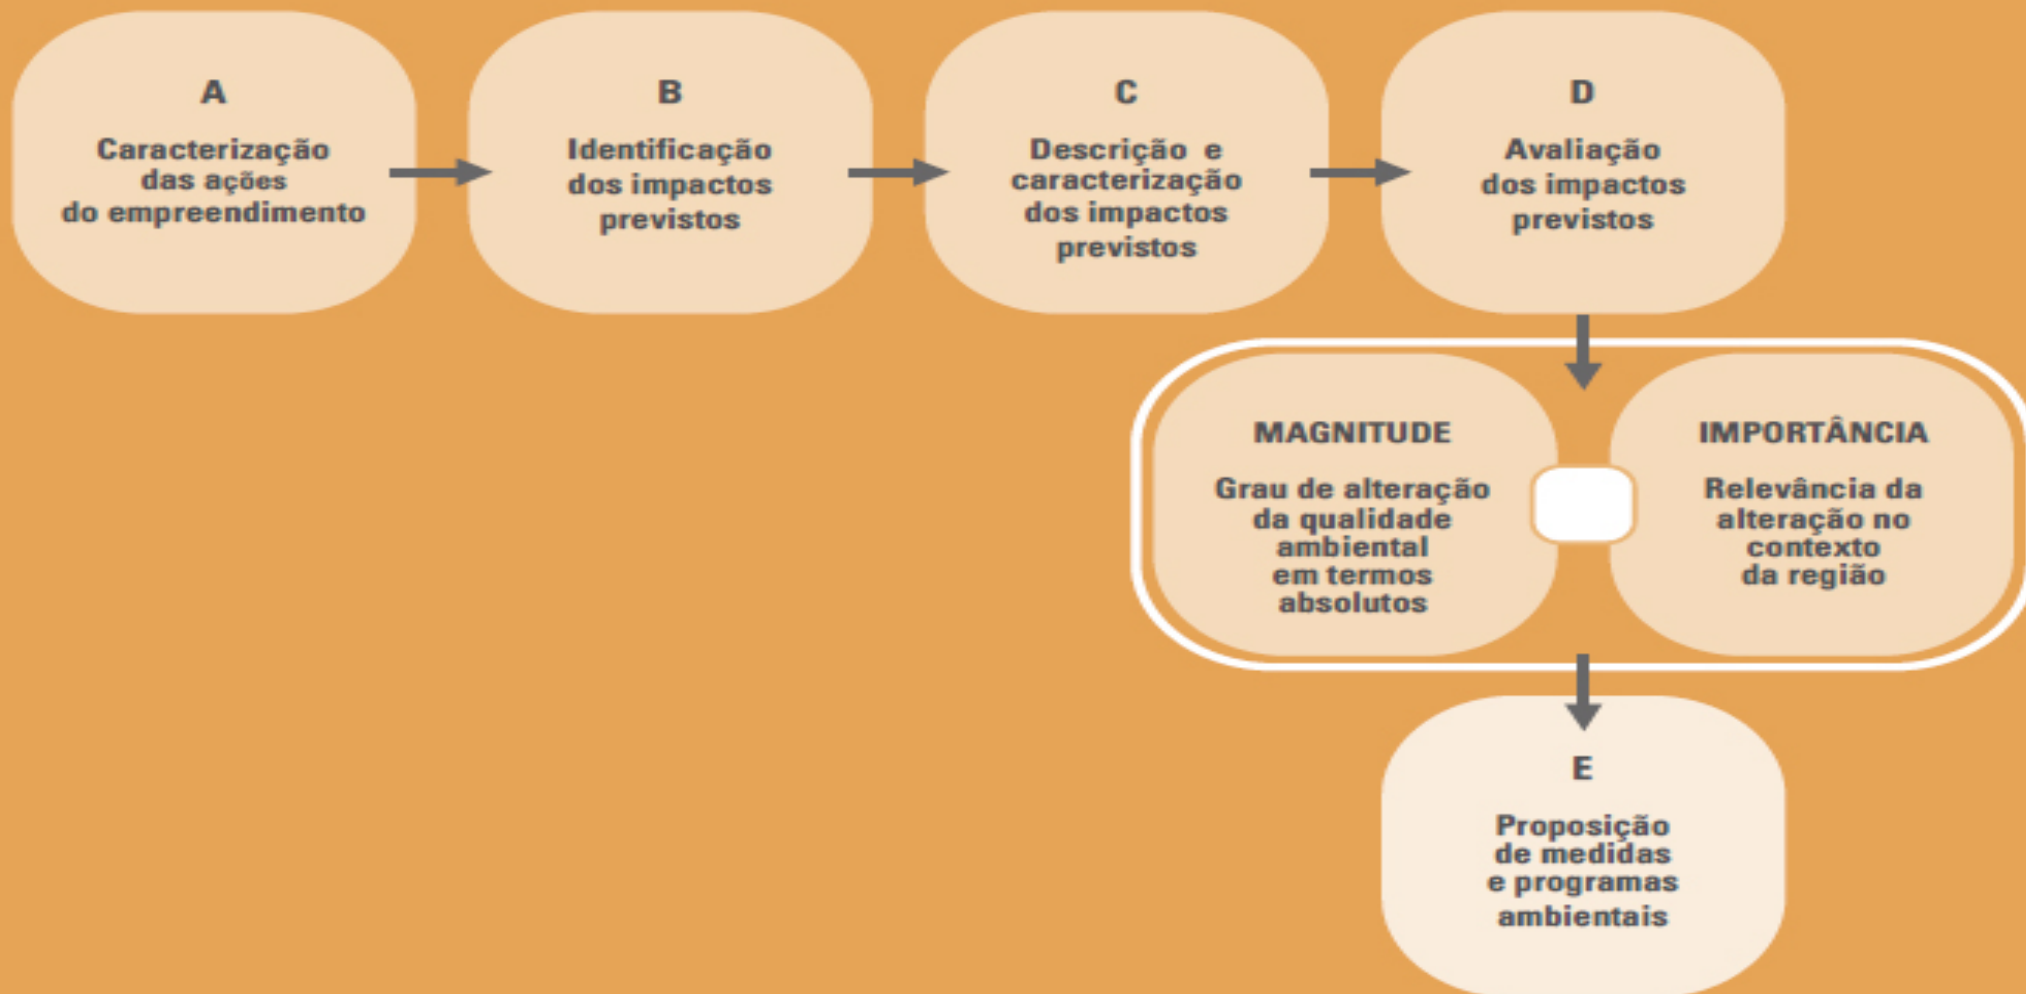 A
Caracterização
das ações
do empreendimento
B
Identificação
dos impactos
previstos
C
Descrição e
caracterização
dos impactos
previstos
D
Avaliação
dos impactos
previstos
MAGNITUDE
Grau de alteração
da qualidade
ambiental
em termos
absolutos
IMPORTÂNCIA
Relevância da
alteração no
contexto
da região
E
Proposição
de medidas
e programas
ambientais